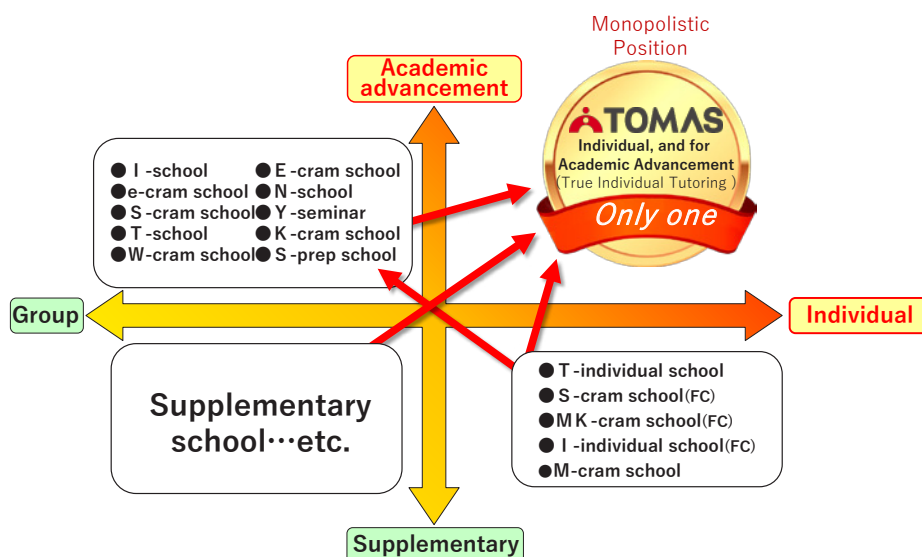 Monopolistic
Position
Academic
advancement
TOMAS
Individual, and for
Academic Advancement
(True Individual Tutoring )
Only one
●I-school
●e-cram school
●S-cram school
●T-school
●W-cram school
●E-cram school
●N-school
●Y-seminar
●K-cram school
●S-prep school
Group
Individual
Supplementary
school…etc.
●T-individual school
●S-cram school(FC)
●MK-cram school(FC)
●I-individual school(FC)
●M-cram school
Supplementary